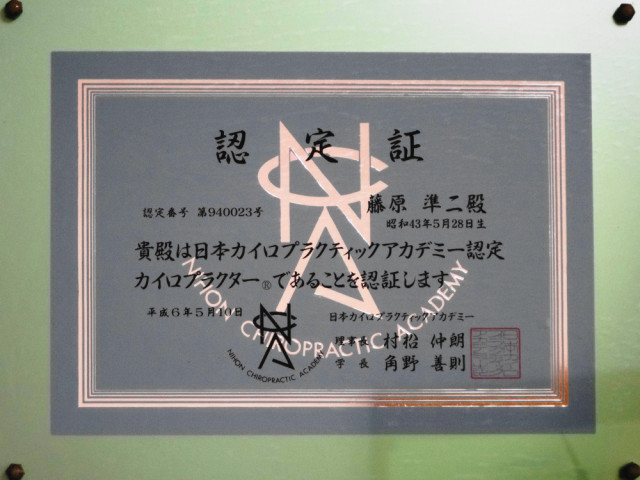 認定証
認定番号 第940023号
藤原 準二殿
昭和43年5月28日生
貴殿は日本カイロプラクティックアカデミー認定
カイロプラクター®であることを認証します
平成6年5月10日
日本カイロプラクティックアカデミー
理事長 村松 仲朗
学長 角野 善則
NIHON CHIROPRACTIC ACADEMY
NIHON CHIROPRACTIC ACADEMY